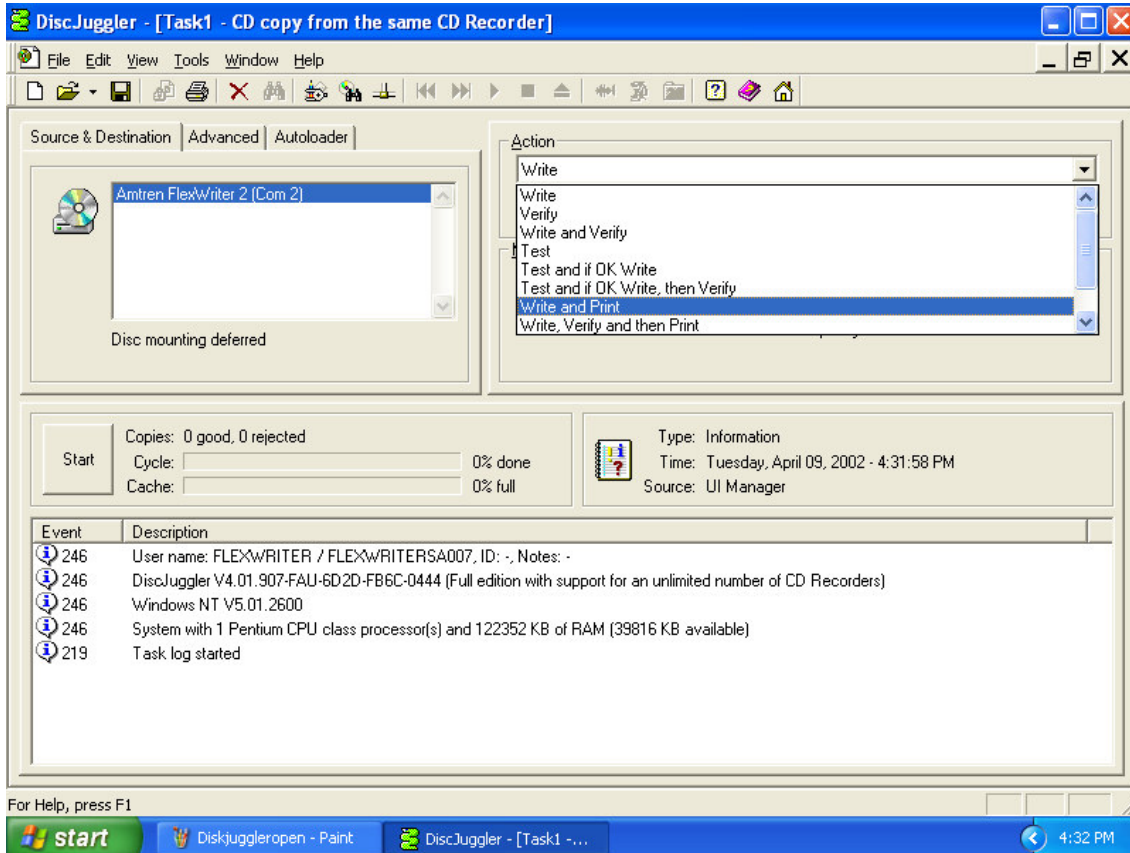 DiscJuggler - [Task1 - CD copy from the same CD Recorder]
File Edit View Tools Window Help
Source & Destination Advanced Autoloader
Amtren FlexWriter 2 (Com 2)
Disc mounting deferred
Action
Write
Write
Verify
Write and Verify
Test
Test and if OK Write
Test and if OK Write, then Verify
Write and Print
Write, Verify and then Print
Start
Copies: 0 good, 0 rejected
Cycle: 0% done
Cache: 0% full
Type: Information
Time: Tuesday, April 09, 2002 - 4:31:58 PM
Source: UI Manager
Event Description
246 User name: FLEXWRITER / FLEXWRITERSA007, ID: -, Notes: -
246 DiscJuggler V4.01.907-FAU-6D2D-FB6C-0444 (Full edition with support for an unlimited number of CD Recorders)
246 Windows NT V5.01.2600
246 System with 1 Pentium CPU class processor(s) and 122352 KB of RAM (39816 KB available)
219 Task log started
For Help, press F1
start Diskjuggleropen - Paint DiscJuggler - [Task1 -... 4:32 PM